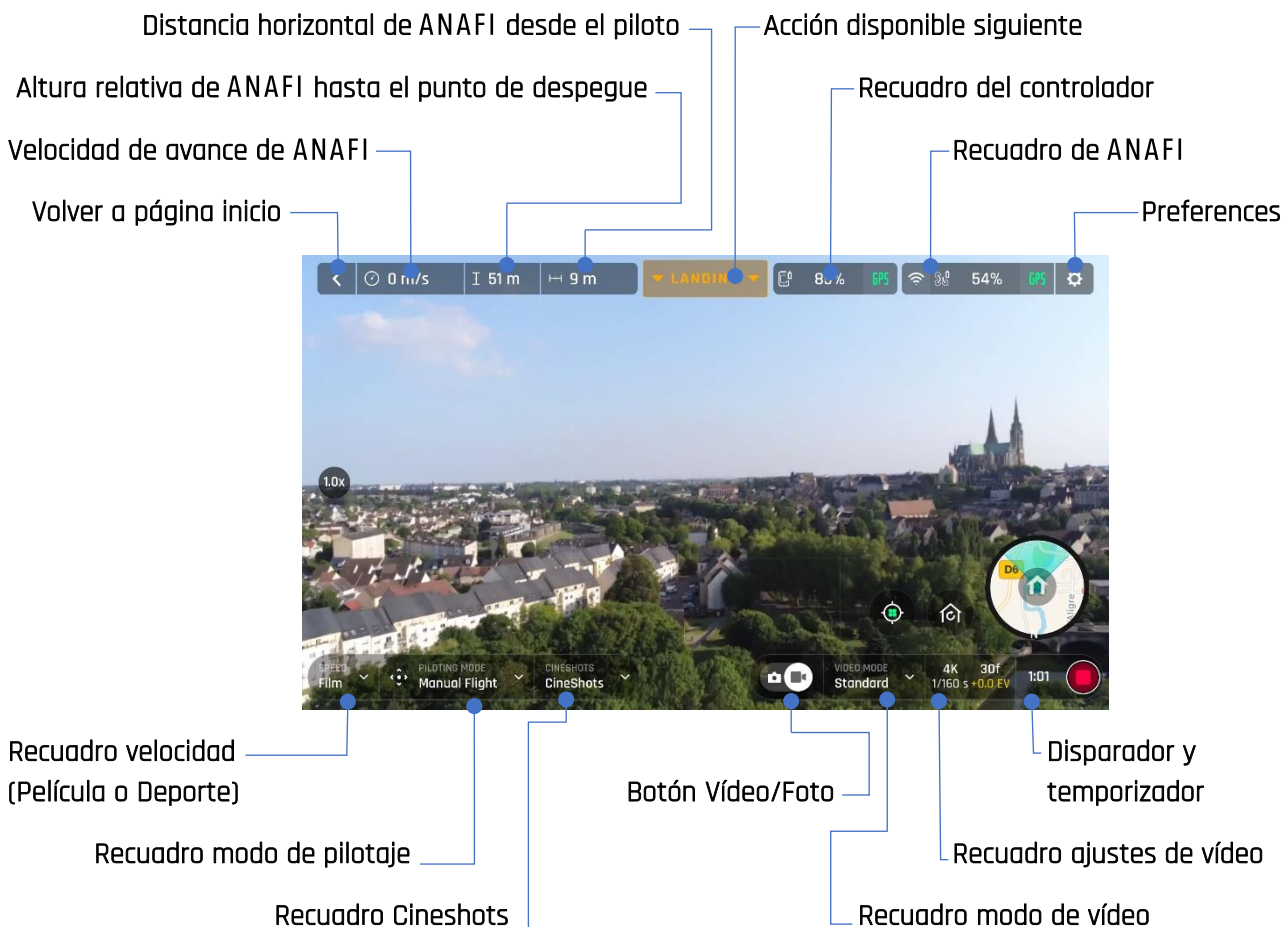 Distancia horizontal de ANAFI desde el piloto
Acción disponible siguiente
Altura relativa de ANAFI hasta el punto de despegue
Recuadro del controlador
Velocidad de avance de ANAFI
Recuadro de ANAFI
Volver a página inicio
Preferences
0 m/s
51 m
9 m
54%
GPS
GPS
1.0x
D6
N
SPEED
Film
PILOTING MODE
Manual Flight
CINESHOTS
CineShots
VIDEO MODE
Standard
4K 30f
1/160 s +0.0 EV
1:01
Recuadro velocidad
(Película o Deporte)
Disparador y
temporizador
Botón Vídeo/Foto
Recuadro modo de pilotaje
Recuadro ajustes de vídeo
Recuadro Cineshots
Recuadro modo de vídeo